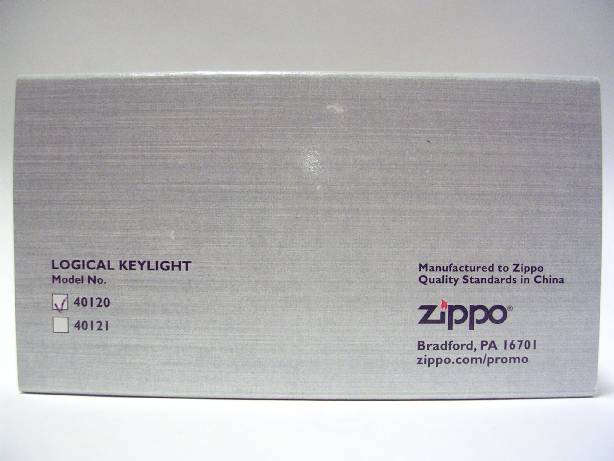 LOGICAL KEYLIGHT
Model No.
40120
40121
Manufactured to Zippo
Quality Standards in China
Zippo®
Bradford, PA 16701
zippo.com/promo